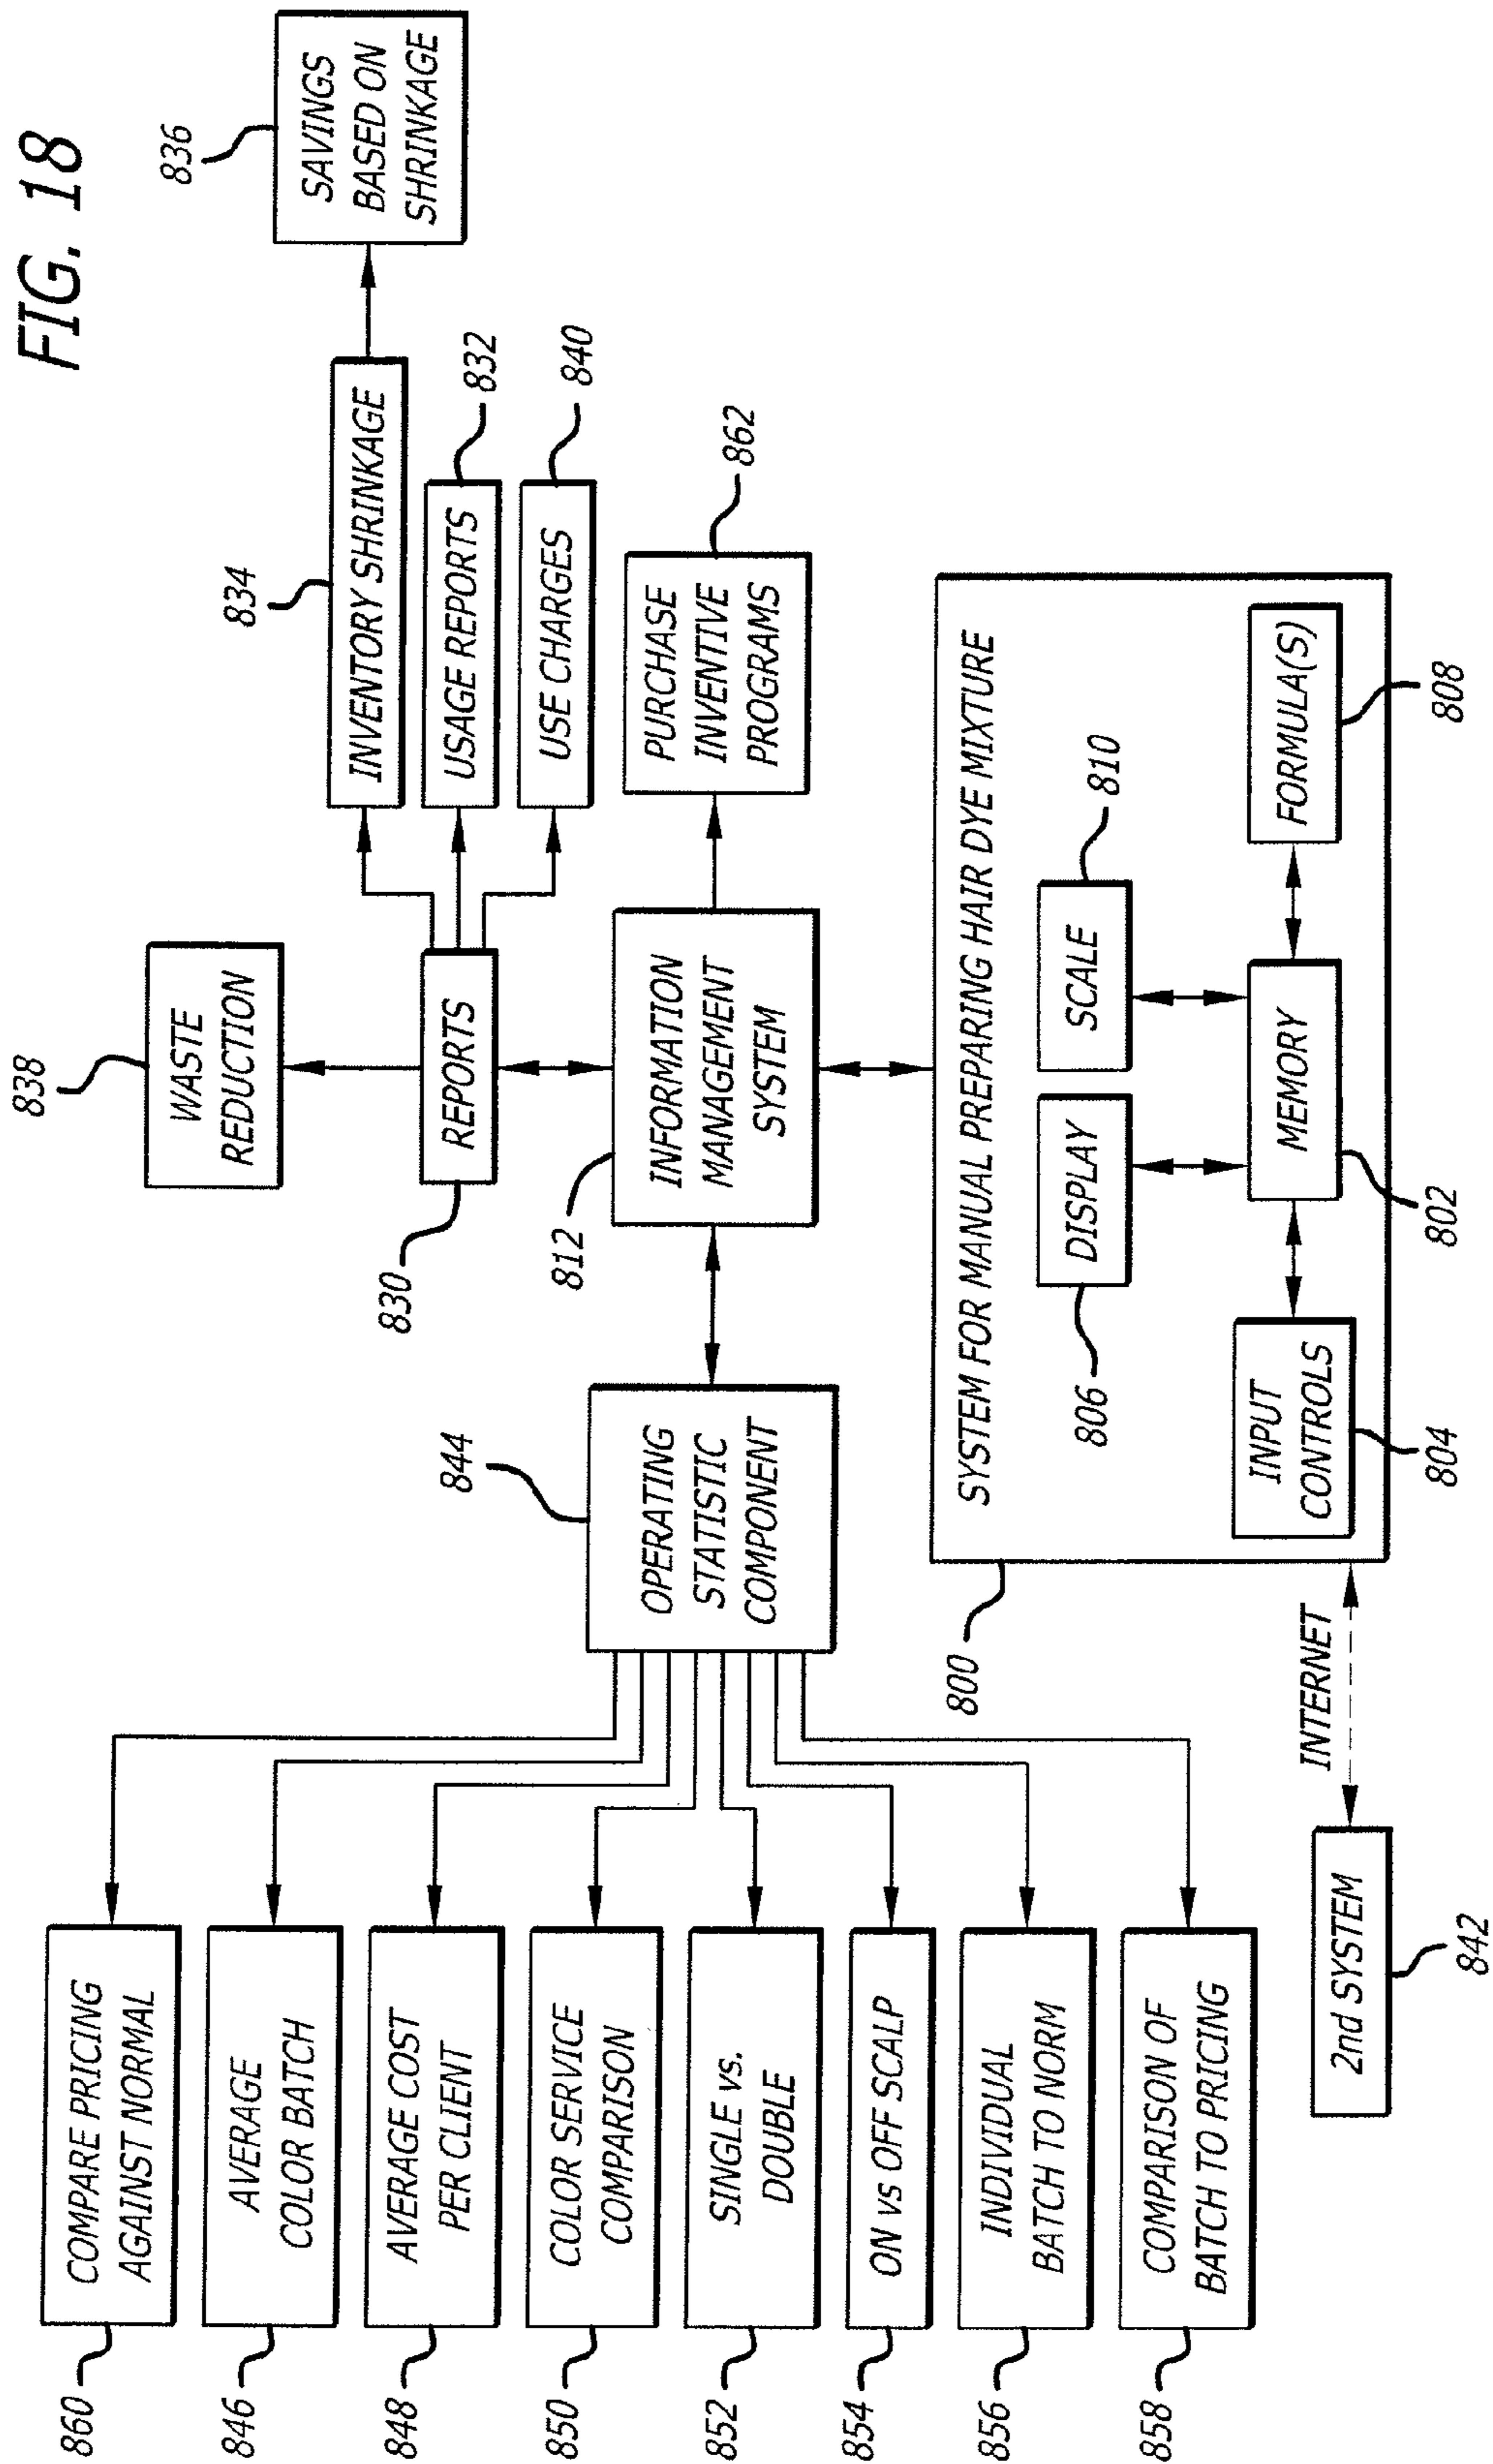 FIG. 18
860
COMPARE PRICING
AGAINST NORMAL
846
AVERAGE
COLOR BATCH
848
AVERAGE COST
PER CLIENT
850
COLOR SERVICE
COMPARISON
852
SINGLE vs.
DOUBLE
854
ON vs OFF SCALP
856
INDIVIDUAL
BATCH TO NORM
858
COMPARISON OF
BATCH TO PRICING
844
OPERATING
STATISTIC
COMPONENT
838
WASTE
REDUCTION
830
REPORTS
812
INFORMATION
MANAGEMENT
SYSTEM
834
INVENTORY SHRINKAGE
836
SAVINGS
BASED ON
SHRINKAGE
USAGE REPORTS
832
USE CHARGES
840
PURCHASE
INVENTIVE
PROGRAMS
862
800
SYSTEM FOR MANUAL PREPARING HAIR DYE MIXTURE
806
DISPLAY
SCALE
810
INPUT
CONTROLS
804
MEMORY
802
FORMULA(S)
808
INTERNET
2nd SYSTEM
842